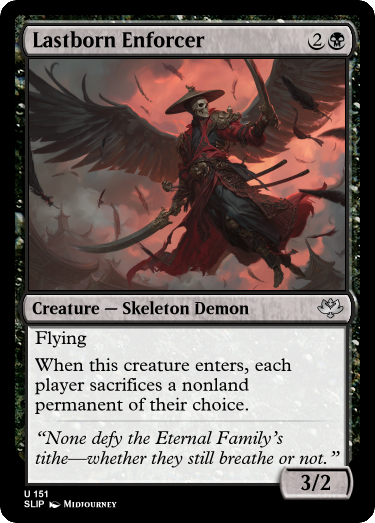 Lastborn Enforcer 2
Creature — Skeleton Demon
Flying
When this creature enters, each
player sacrifices a nonland
permanent of their choice.
“None defy the Eternal Family’s
tithe—whether they still breathe or not.”
3/2
U 151
SLIP Midjourney